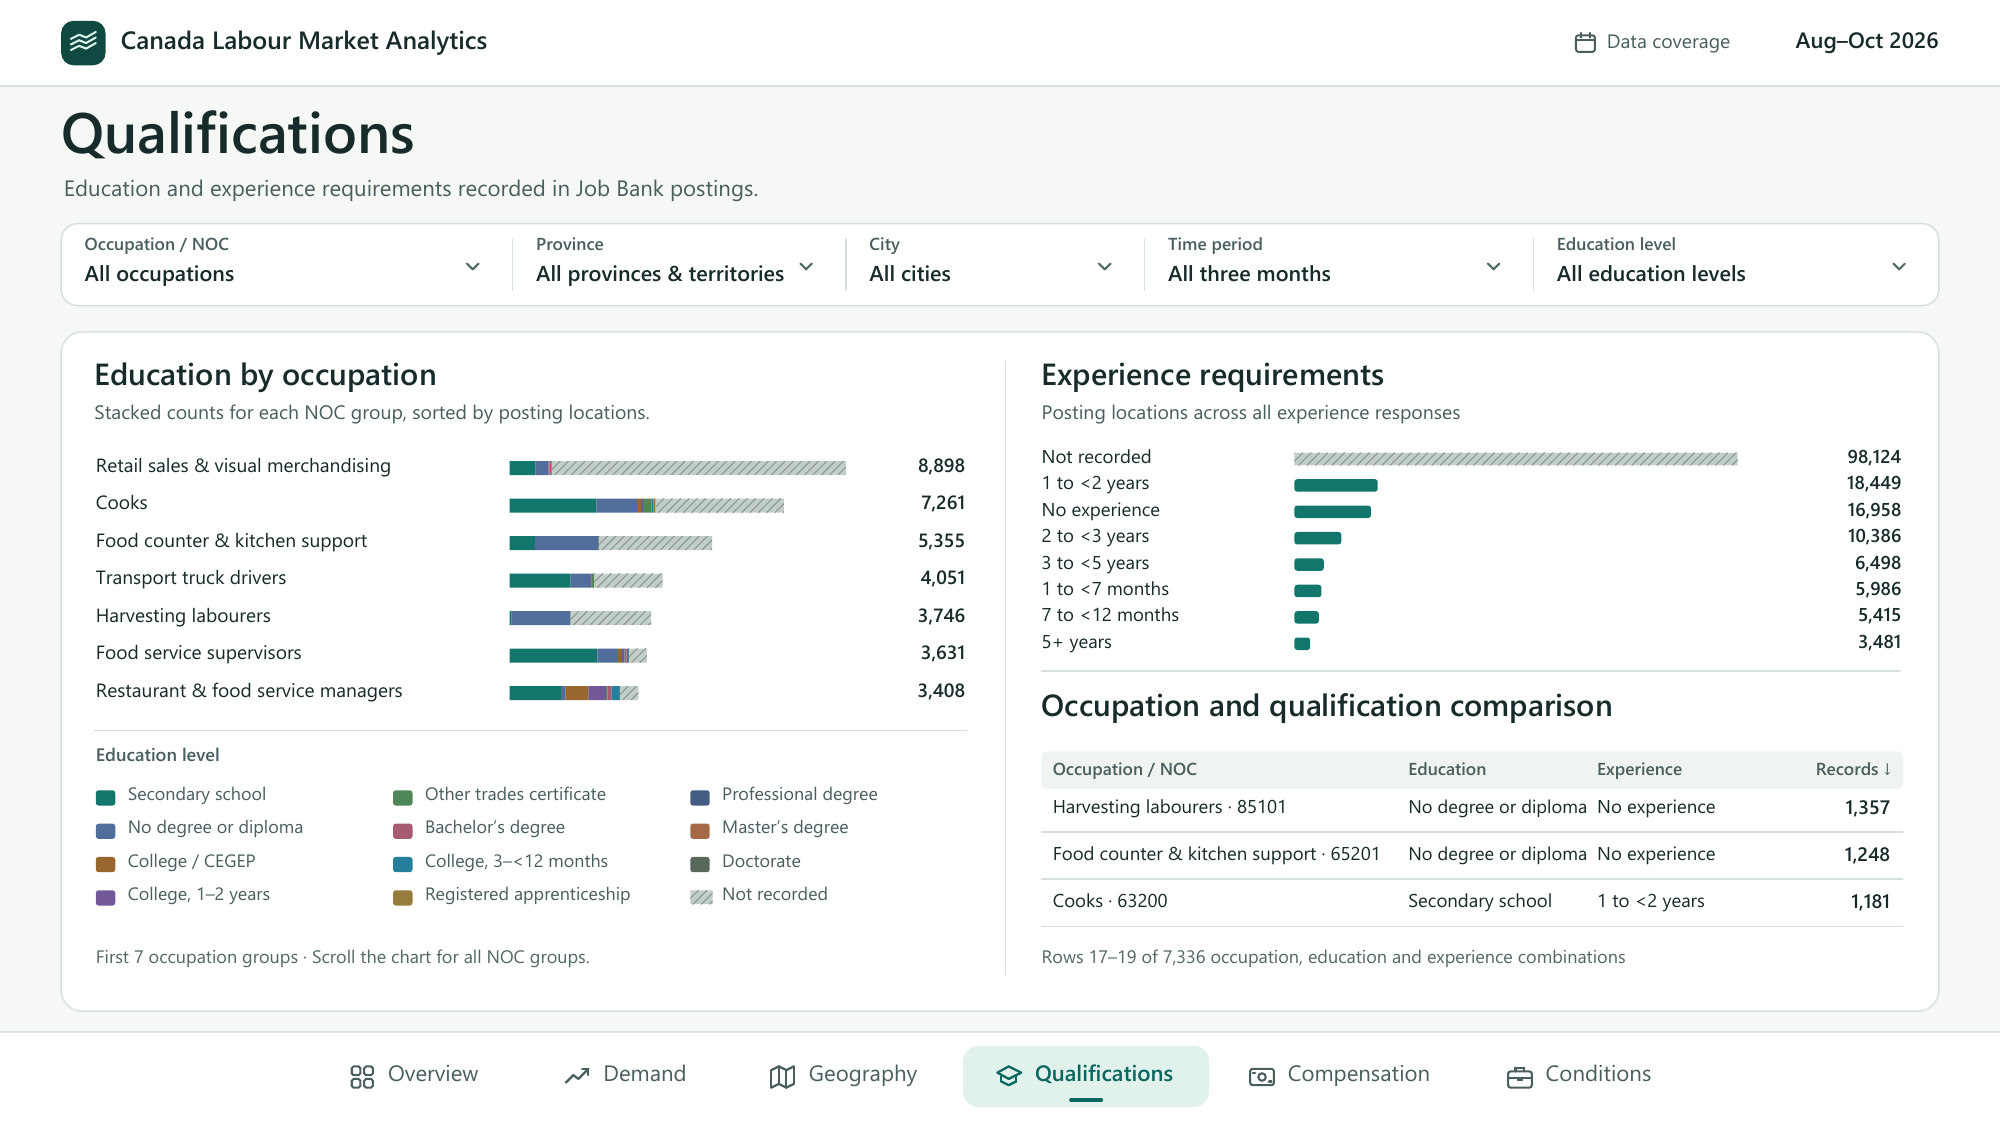 Canada Labour Market Analytics
Data coverage
Aug–Oct 2026
Qualifications
Education and experience requirements recorded in Job Bank postings.
Occupation / NOC
All occupations
Province
All provinces & territories
City
All cities
Time period
All three months
Education level
All education levels
Education by occupation
Stacked counts for each NOC group, sorted by posting locations.
Retail sales & visual merchandising 8,898
Cooks 7,261
Food counter & kitchen support 5,355
Transport truck drivers 4,051
Harvesting labourers 3,746
Food service supervisors 3,631
Restaurant & food service managers 3,408
Education level
Secondary school
Other trades certificate
Professional degree
No degree or diploma
Bachelor’s degree
Master’s degree
College / CEGEP
College, 3–<12 months
Doctorate
College, 1–2 years
Registered apprenticeship
Not recorded
First 7 occupation groups · Scroll the chart for all NOC groups.
Experience requirements
Posting locations across all experience responses
Not recorded 98,124
1 to <2 years 18,449
No experience 16,958
2 to <3 years 10,386
3 to <5 years 6,498
1 to <7 months 5,986
7 to <12 months 5,415
5+ years 3,481
Occupation and qualification comparison
Occupation / NOC Education Experience Records ↓
Harvesting labourers · 85101 No degree or diploma No experience 1,357
Food counter & kitchen support · 65201 No degree or diploma No experience 1,248
Cooks · 63200 Secondary school 1 to <2 years 1,181
Rows 17–19 of 7,336 occupation, education and experience combinations
Overview
Demand
Geography
Qualifications
Compensation
Conditions